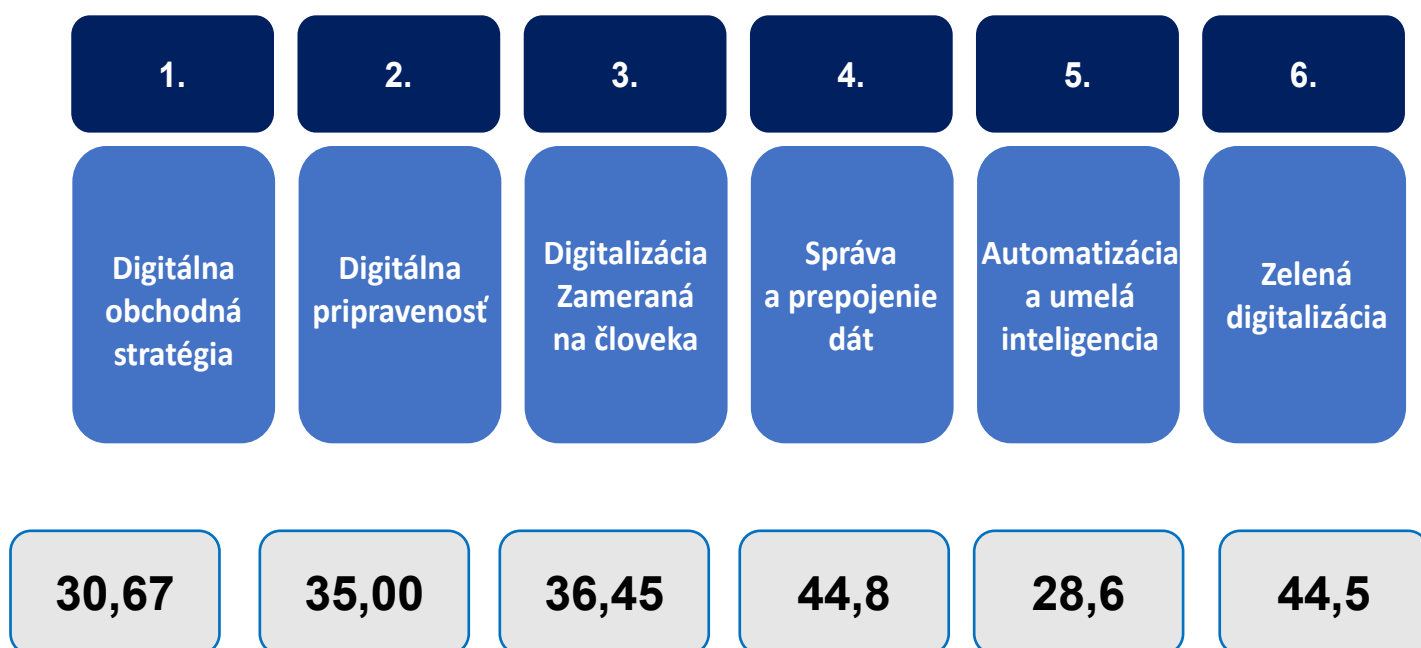 1.
2.
3.
4.
5.
6.
Digitálna
obchodná
stratégia
Digitálna
pripravenosť
Digitalizácia
Zameraná
na človeka
Správa
a prepojenie
dát
Automatizácia
a umelá
inteligencia
Zelená
digitalizácia
30,67
35,00
36,45
44,8
28,6
44,5